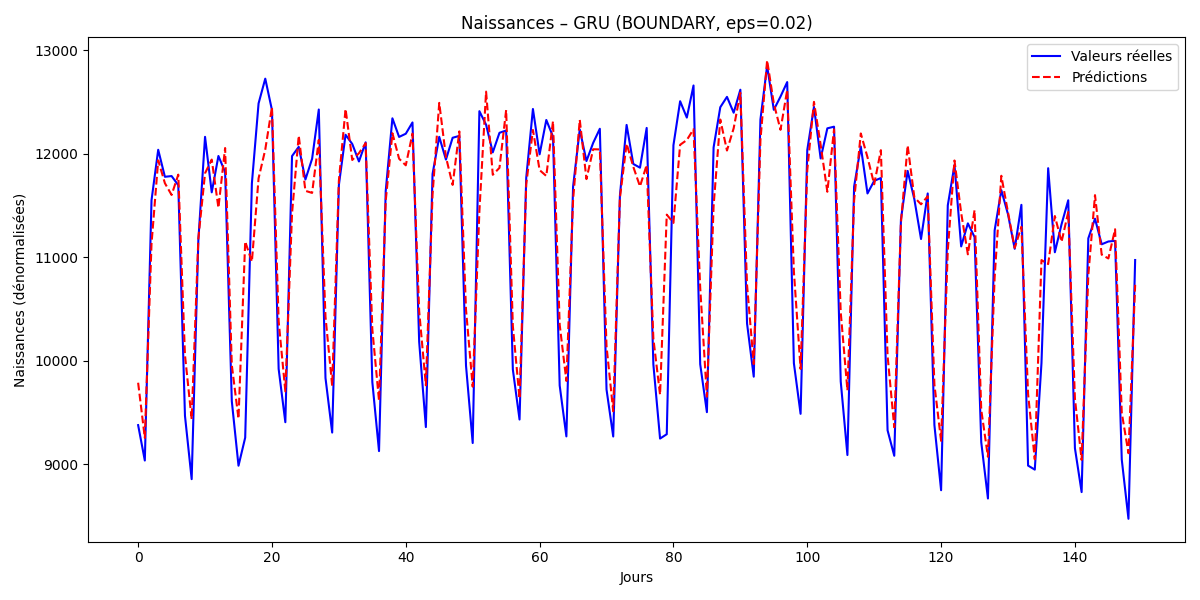 Naissances – GRU (BOUNDARY, eps=0.02)
Valeurs réelles
Prédictions
Naissances (dénormalisées)
13000
12000
11000
10000
9000
0 20 40 60 80 100 120 140
Jours